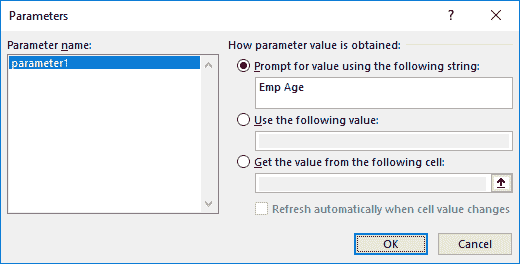 Parameters
Parameter name:
parameter1
How parameter value is obtained:
Prompt for value using the following string:
Emp Age
Use the following value:
Get the value from the following cell:
Refresh automatically when cell value changes
OK
Cancel